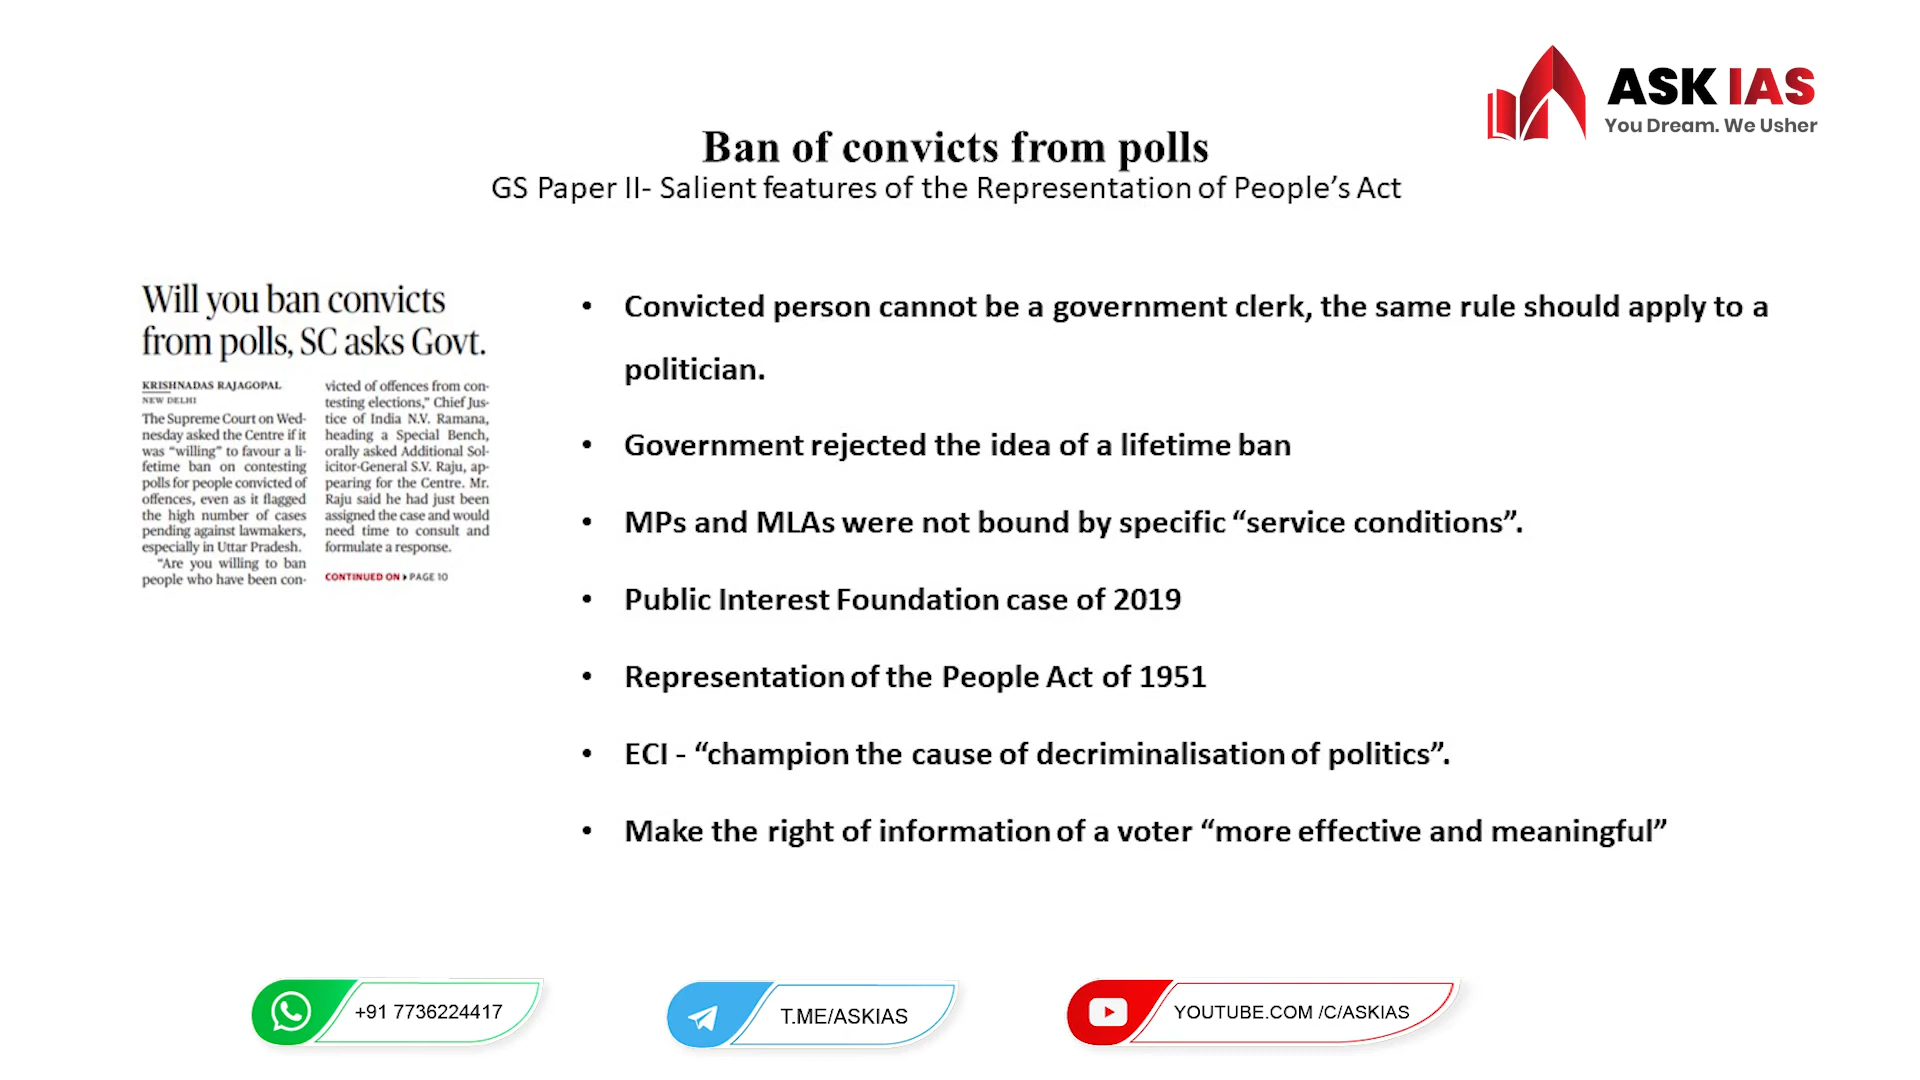 ASK IAS
You Dream. We Usher
Ban of convicts from polls
GS Paper II- Salient features of the Representation of People’s Act
Will you ban convicts
from polls, SC asks Govt.
KRISHNADAS RAJAGOPAL
NEW DELHI
The Supreme Court on Wed-
nesday asked the Centre if it
was “willing” to favour a li-
fetime ban on contesting
polls for people convicted of
offences, even as it flagged
the high number of cases
pending against lawmakers,
especially in Uttar Pradesh.
“Are you willing to ban
people who have been con-
victed of offences from con-
testing elections,” Chief Jus-
tice of India N.V. Ramana,
heading a Special Bench,
orally asked Additional Sol-
icitor-General S.V. Raju, ap-
pearing for the Centre. Mr.
Raju said he had just been
assigned the case and would
need time to consult and
formulate a response.
CONTINUED ON PAGE 10
• Convicted person cannot be a government clerk, the same rule should apply to a
politician.
• Government rejected the idea of a lifetime ban
• MPs and MLAs were not bound by specific “service conditions”.
• Public Interest Foundation case of 2019
• Representation of the People Act of 1951
• ECI - “champion the cause of decriminalisation of politics”.
• Make the right of information of a voter “more effective and meaningful”
+91 7736224417
T.ME/ASKIAS
YOUTUBE.COM /C/ASKIAS